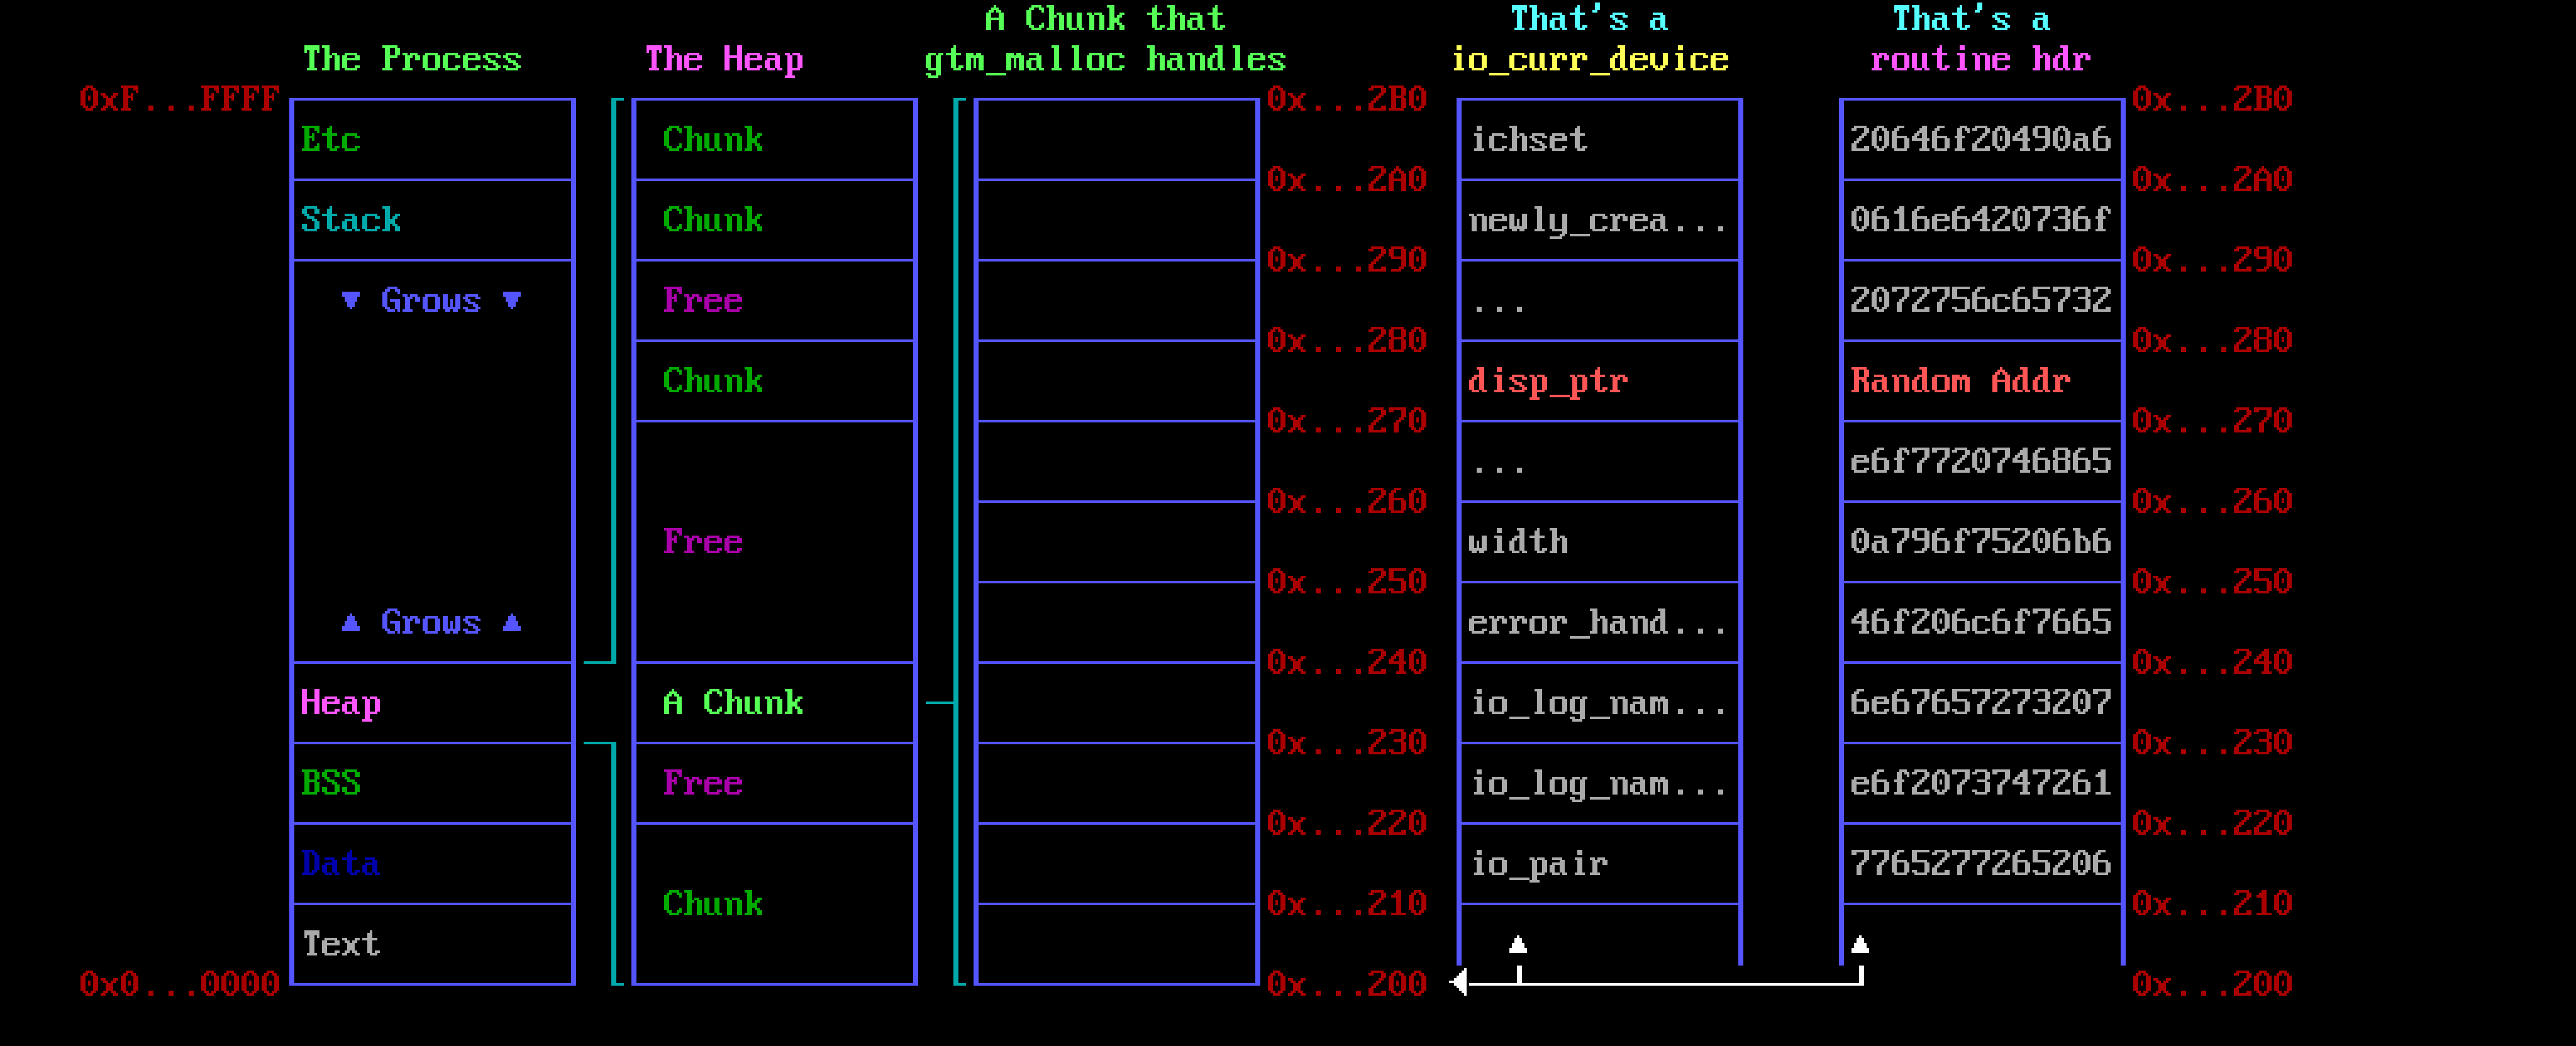 A Chunk that That's a That's a
The Process The Heap gtm_malloc handles io_curr_device routine hdr
0xF...FFFF 0x...2B0 0x...2B0
Etc Chunk ichset 20646f20490a6
0x...2A0 0x...2A0
Stack Chunk newly_crea... 0616e6420736f
0x...290 0x...290
▼ Grows ▼ Free ... 2072756c65732
0x...280 0x...280
Chunk disp_ptr Random Addr
0x...270 0x...270
... e6f7720746865
0x...260 0x...260
Free width 0a796f75206b6
0x...250 0x...250
▲ Grows ▲ error_hand... 46f206c6f7665
0x...240 0x...240
Heap A Chunk io_log_nam... 6e67657273207
0x...230 0x...230
BSS Free io_log_nam... e6f2073747261
0x...220 0x...220
Data io_pair 7765277265206
Chunk 0x...210 0x...210
Text
0x0...0000 0x...200 0x...200